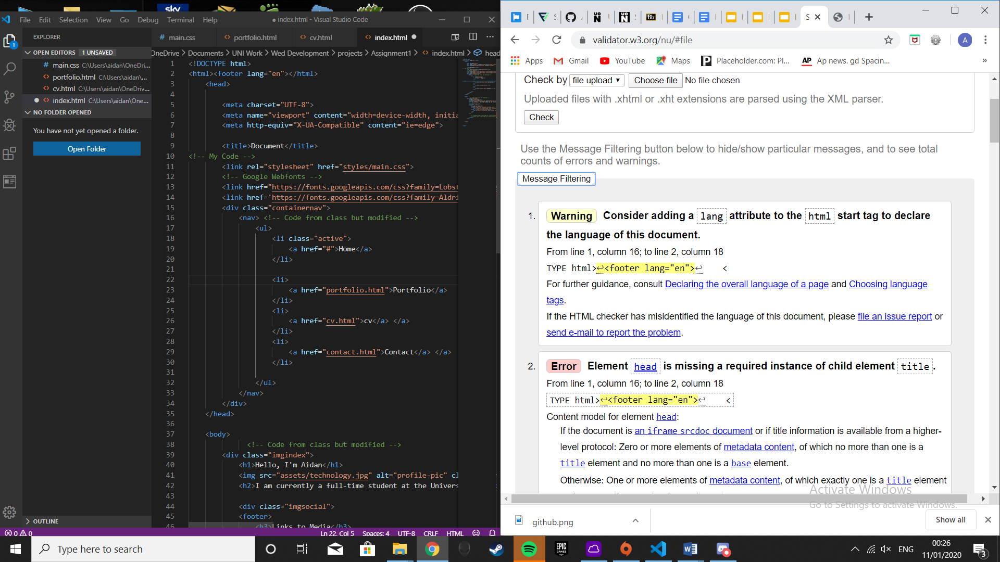 sky
File Edit Selection View Go Debug Terminal Help
● index.html - Visual Studio Code
EXPLORER
# main.css
<> portfolio.html
<> cv.html
<> index.html ●
OPEN EDITORS 1 UNSAVED
# main.css C:\Users\aidan\OneDri...
<> portfolio.html C:\Users\aidan\...
<> cv.html C:\Users\aidan\OneDriv...
● <> index.html C:\Users\aidan\One...
NO FOLDER OPENED
You have not yet opened a folder.
Open Folder
OUTLINE
OneDrive > Documents > UNI Work > Wed Development > projects > Assignment1 > <> index.html > head
1 <!DOCTYPE html>
2 <html><footer lang="en"></html>
3 <head>
4
5 <meta charset="UTF-8">
6 <meta name="viewport" content="width=device-width, initia
7 <meta http-equiv="X-UA-Compatible" content="ie=edge">
8
9 <title>Document</title>
10 <!-- My Code -->
11 <link rel="stylesheet" href="styles/main.css">
12 <!-- Google Webfonts -->
13 <link href="https://fonts.googleapis.com/css?family=Lobst
14 <link href='https://fonts.googleapis.com/css?family=Aldri
15 <div class="containernav">
16 <nav> <!-- Code from class but modified -->
17 <ul>
18 <li class="active">
19 <a href="#">Home</a>
20 </li>
21
22 <li>
23 <a href="portfolio.html">Portfolio</a>
24 </li>
25 <li>
26 <a href="cv.html">cv</a> </a>
27 </li>
28 <li>
29 <a href="contact.html">Contact</a> </a>
30 </li>
31
32 </ul>
33 </nav>
34 </div>
35 </head>
36
37 <body>
38 <!-- Code from class but modified -->
39 <div class="imgindex">
40 <h1>Hello, I'm Aidan</h1>
41 <img src="assets/technology.jpg" alt="profile-pic" cl
42 <h2>I am currently a full-time student at the Univers
43
44 <div class="imgsocial">
45 <footer>
46 <h3>Links to Media</h3>
0 0 Ln 22, Col 5 Spaces: 4 UTF-8 CRLF HTML
validator.w3.org/nu/#file
A
Apps Gmail YouTube Maps Placeholder.com: Pl... AP Ap news. gd Spacin... »
Check by file upload Choose file No file chosen
Uploaded files with .xhtml or .xht extensions are parsed using the XML parser.
Check
Use the Message Filtering button below to hide/show particular messages, and to see total
counts of errors and warnings.
Message Filtering
1. Warning Consider adding a lang attribute to the html start tag to declare
the language of this document.
From line 1, column 16; to line 2, column 18
TYPE html>↩<footer lang="en">↩ <
For further guidance, consult Declaring the overall language of a page and Choosing language
tags.
If the HTML checker has misidentified the language of this document, please file an issue report or
send e-mail to report the problem.
2. Error Element head is missing a required instance of child element title.
From line 1, column 16; to line 2, column 18
TYPE html>↩<footer lang="en">↩ <
Content model for element head:
If the document is an iframe srcdoc document or if title information is available from a higher-
level protocol: Zero or more elements of metadata content, of which no more than one is a
title element and no more than one is a base element.
Otherwise: One or more elements of metadata content, of which exactly one is a title element
Activate Windows
Go to Settings to activate Windows.
github.png
Show all
Type here to search
EPIC GAMES
ENG
00:26
11/01/2020
3